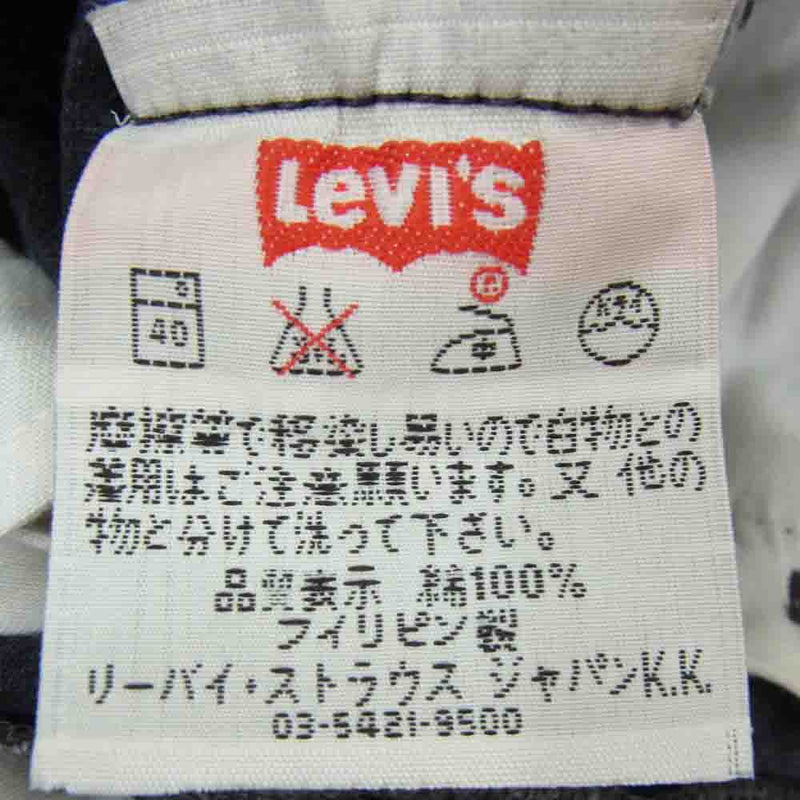 Levi's
R
40
摩擦等で移染し易いので白物との
着用はご注意願います。又 他の
物と分けて洗って下さい。
品質表示 綿100%
フィリピン製
リーバイ・ストラウス ジャパンK.K.
03-5421-9500